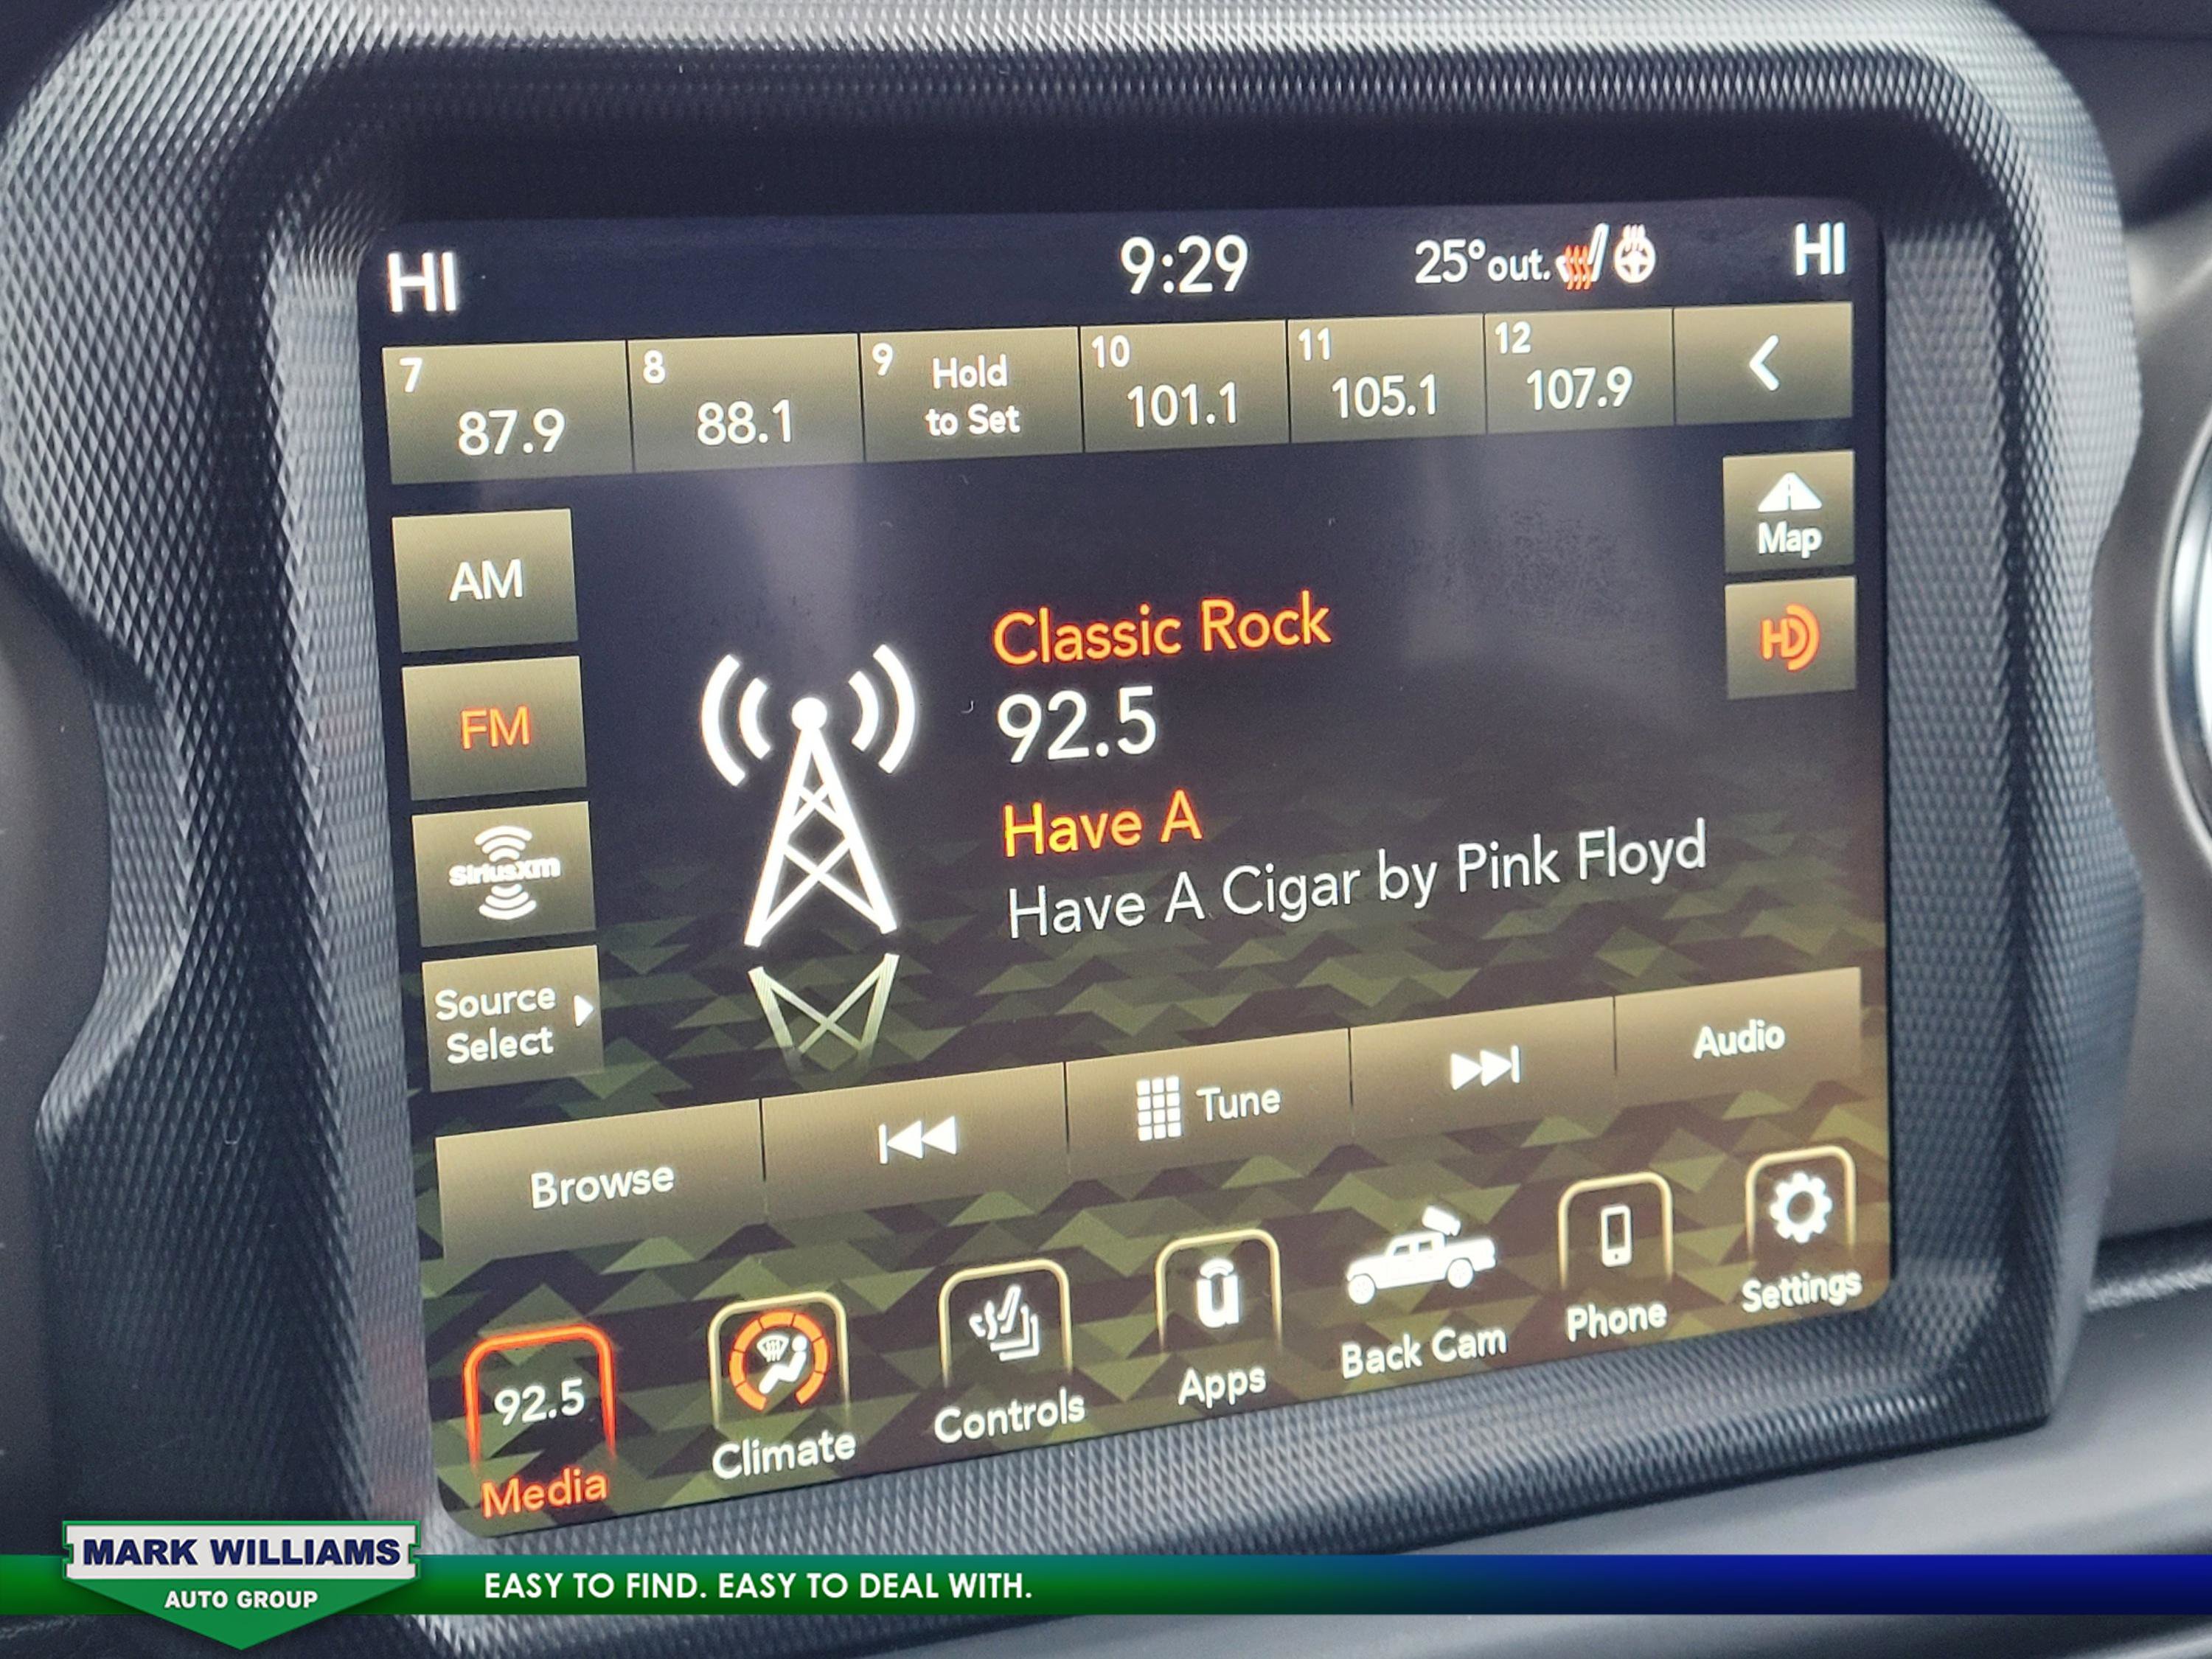 HI 9:29 25°out. HI
7 8 9 Hold 10 11 12
87.9 88.1 to Set 101.1 105.1 107.9
AM
Map
HD
Classic Rock
FM
92.5
Have A
SiriusXM
Have A Cigar by Pink Floyd
Source
Select
Browse Tune Audio
92.5
Media Climate Controls Apps Back Cam Phone Settings
MARK WILLIAMS
AUTO GROUP
EASY TO FIND. EASY TO DEAL WITH.